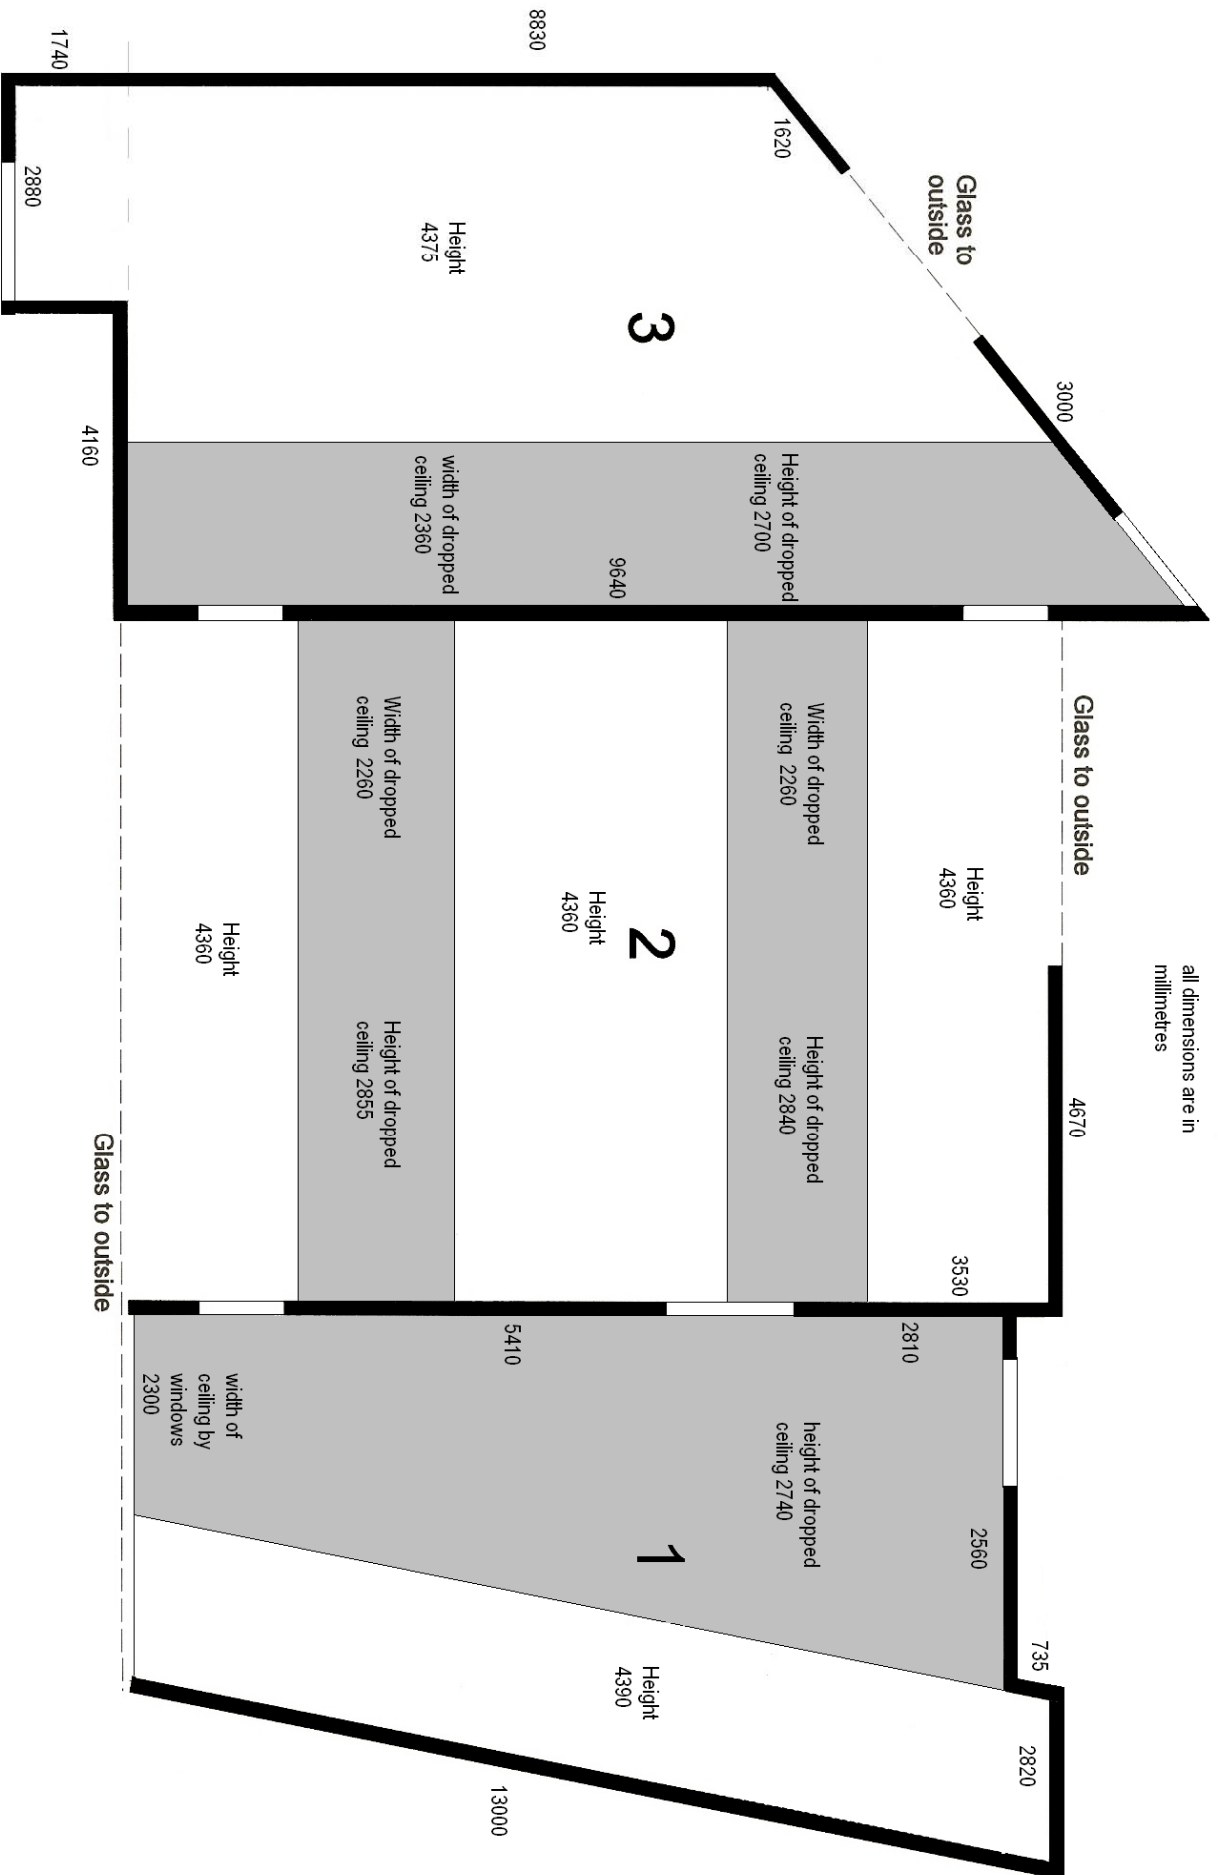 all dimensions are in
millimetres
Glass to outside
4670
3000
735
2820
2560
Glass to
outside
Height
4360
3530
2810
1620
Height of dropped
ceiling 2700
Width of dropped
ceiling 2260
Height of dropped
ceiling 2840
height of dropped
ceiling 2740
3
2
1
Height
4390
9640
Height
4360
8830
5410
13000
Height
4375
width of dropped
ceiling 2360
Width of dropped
ceiling 2260
Height of dropped
ceiling 2855
Height
4360
width of
ceiling by
windows
2300
Glass to outside
4160
1740
2880